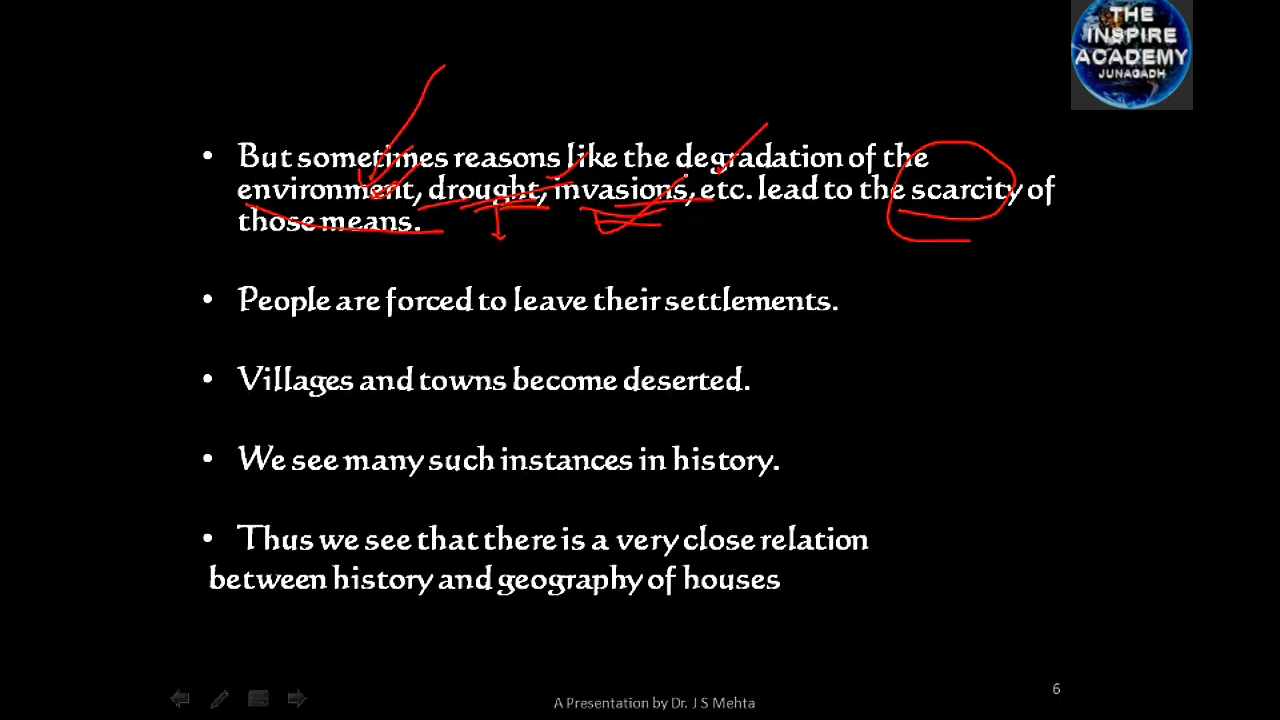 THE
INSPIRE
ACADEMY
JUNAGADH
• But sometimes reasons like the degradation of the
environment, drought, invasions, etc. lead to the scarcity of
those means.
• People are forced to leave their settlements.
• Villages and towns become deserted.
• We see many such instances in history.
• Thus we see that there is a very close relation
between history and geography of houses
6
A Presentation by Dr. J S Mehta